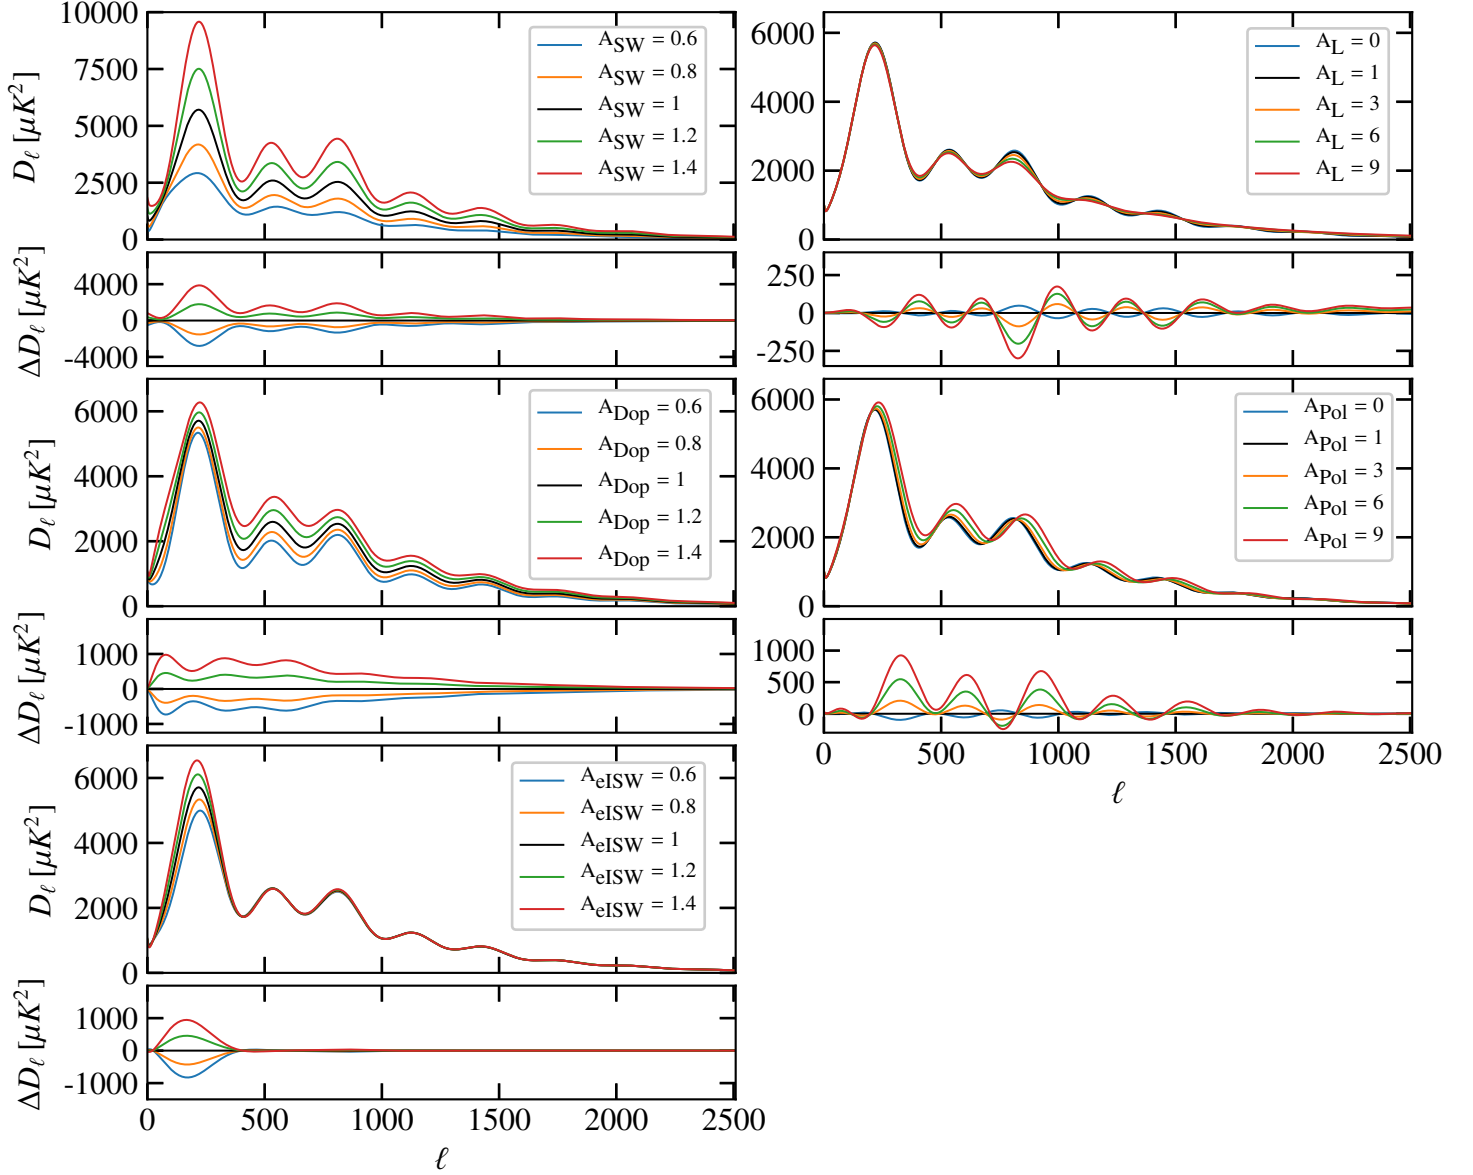 10000
7500
5000
2500
0
D_ℓ [μK²]
A_SW = 0.6
A_SW = 0.8
A_SW = 1
A_SW = 1.2
A_SW = 1.4
4000
0
-4000
ΔD_ℓ [μK²]
6000
4000
2000
0
D_ℓ [μK²]
A_Dop = 0.6
A_Dop = 0.8
A_Dop = 1
A_Dop = 1.2
A_Dop = 1.4
1000
0
-1000
ΔD_ℓ [μK²]
6000
4000
2000
0
D_ℓ [μK²]
A_eISW = 0.6
A_eISW = 0.8
A_eISW = 1
A_eISW = 1.2
A_eISW = 1.4
1000
0
-1000
ΔD_ℓ [μK²]
0 500 1000 1500 2000 2500
ℓ
6000
4000
2000
0
A_L = 0
A_L = 1
A_L = 3
A_L = 6
A_L = 9
250
0
-250
6000
4000
2000
0
A_Pol = 0
A_Pol = 1
A_Pol = 3
A_Pol = 6
A_Pol = 9
1000
500
0
0 500 1000 1500 2000 2500
ℓ